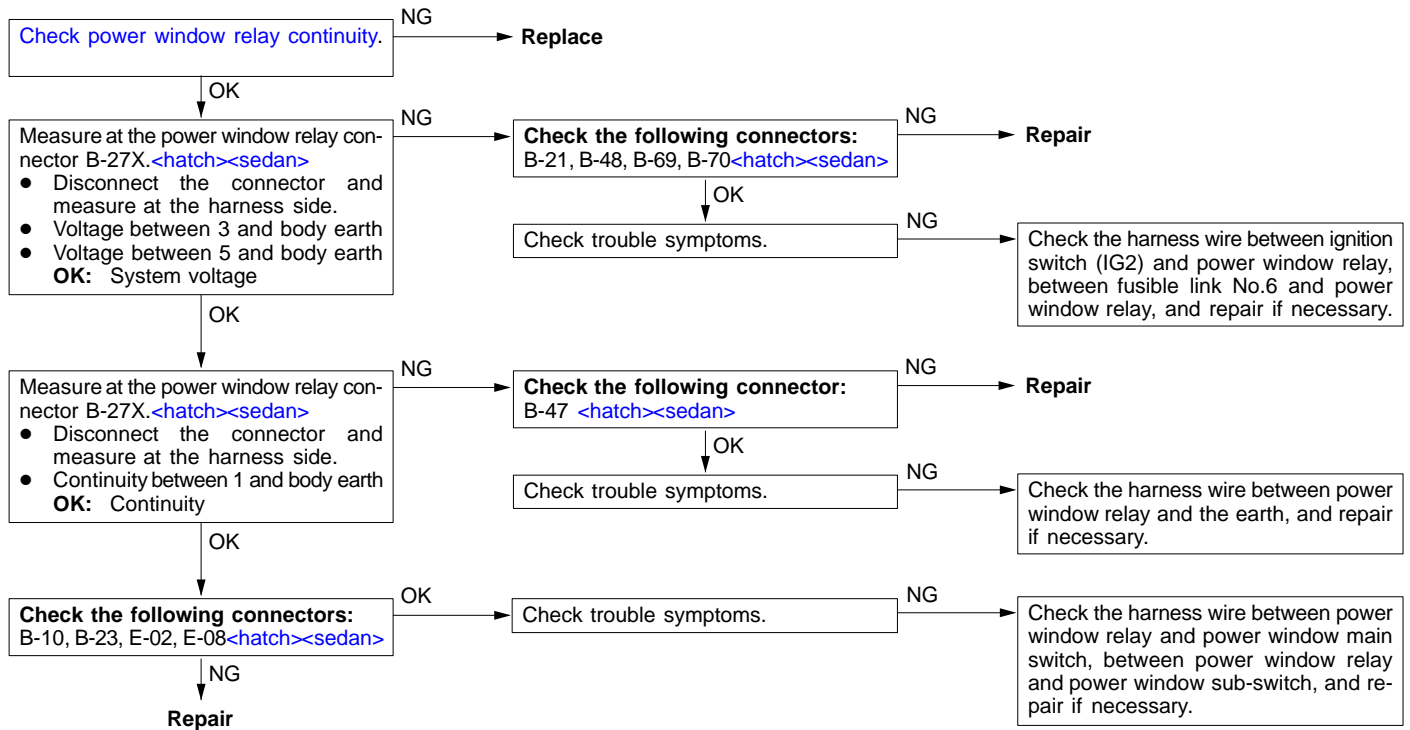 Check power window relay continuity.
NG
Replace
OK
Measure at the power window relay con-
nector B-27X.<hatch><sedan>
● Disconnect the connector and
measure at the harness side.
● Voltage between 3 and body earth
● Voltage between 5 and body earth
OK: System voltage
NG
Check the following connectors:
B-21, B-48, B-69, B-70<hatch><sedan>
NG
Repair
OK
Check trouble symptoms.
NG
Check the harness wire between ignition
switch (IG2) and power window relay,
between fusible link No.6 and power
window relay, and repair if necessary.
OK
Measure at the power window relay con-
nector B-27X.<hatch><sedan>
● Disconnect the connector and
measure at the harness side.
● Continuity between 1 and body earth
OK: Continuity
NG
Check the following connector:
B-47 <hatch><sedan>
NG
Repair
OK
Check trouble symptoms.
NG
Check the harness wire between power
window relay and the earth, and repair
if necessary.
OK
Check the following connectors:
B-10, B-23, E-02, E-08<hatch><sedan>
OK
Check trouble symptoms.
NG
Check the harness wire between power
window relay and power window main
switch, between power window relay
and power window sub-switch, and re-
pair if necessary.
NG
Repair